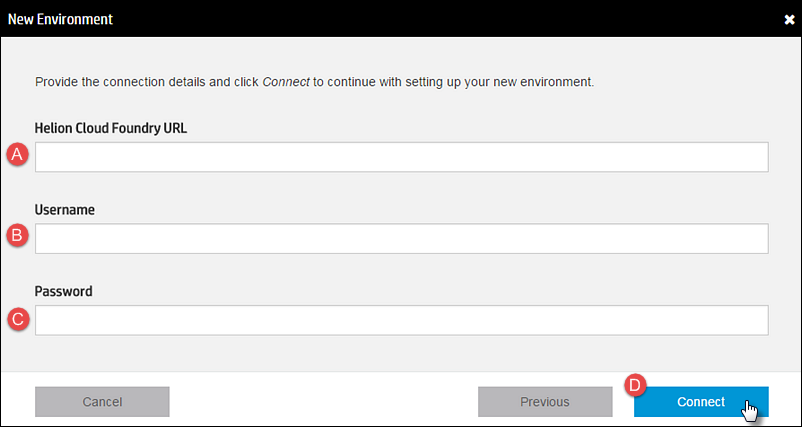 New Environment
Provide the connection details and click Connect to continue with setting up your new environment.
Helion Cloud Foundry URL
A
Username
B
Password
C
D
Cancel Previous Connect